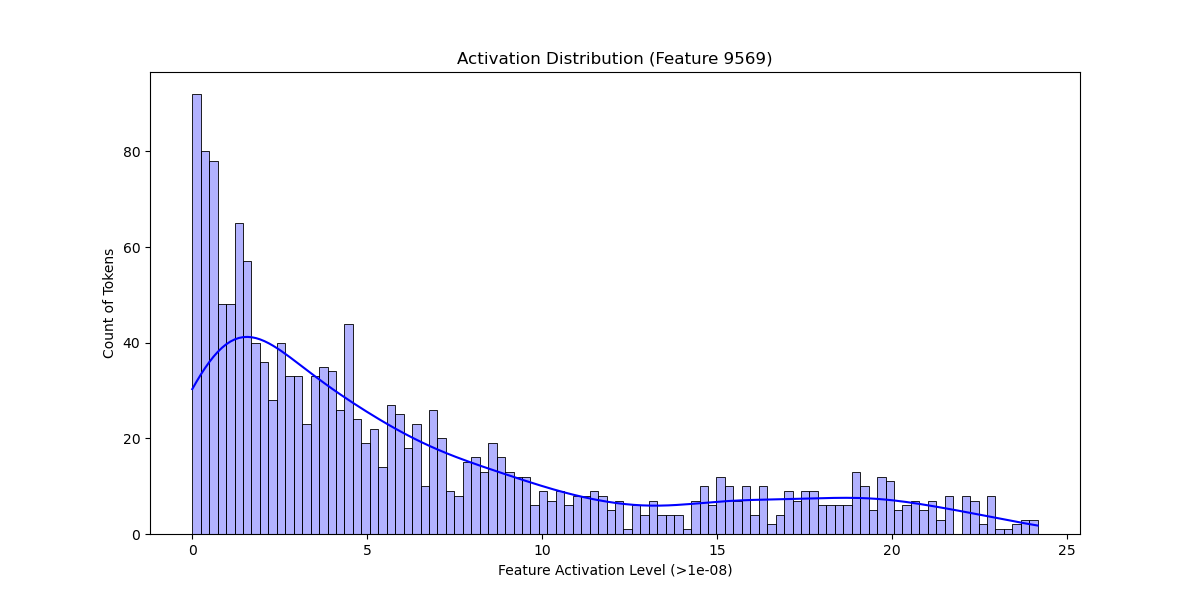 Activation Distribution (Feature 9569)
Count of Tokens
80
60
40
20
0
0 5 10 15 20 25
Feature Activation Level (>1e-08)